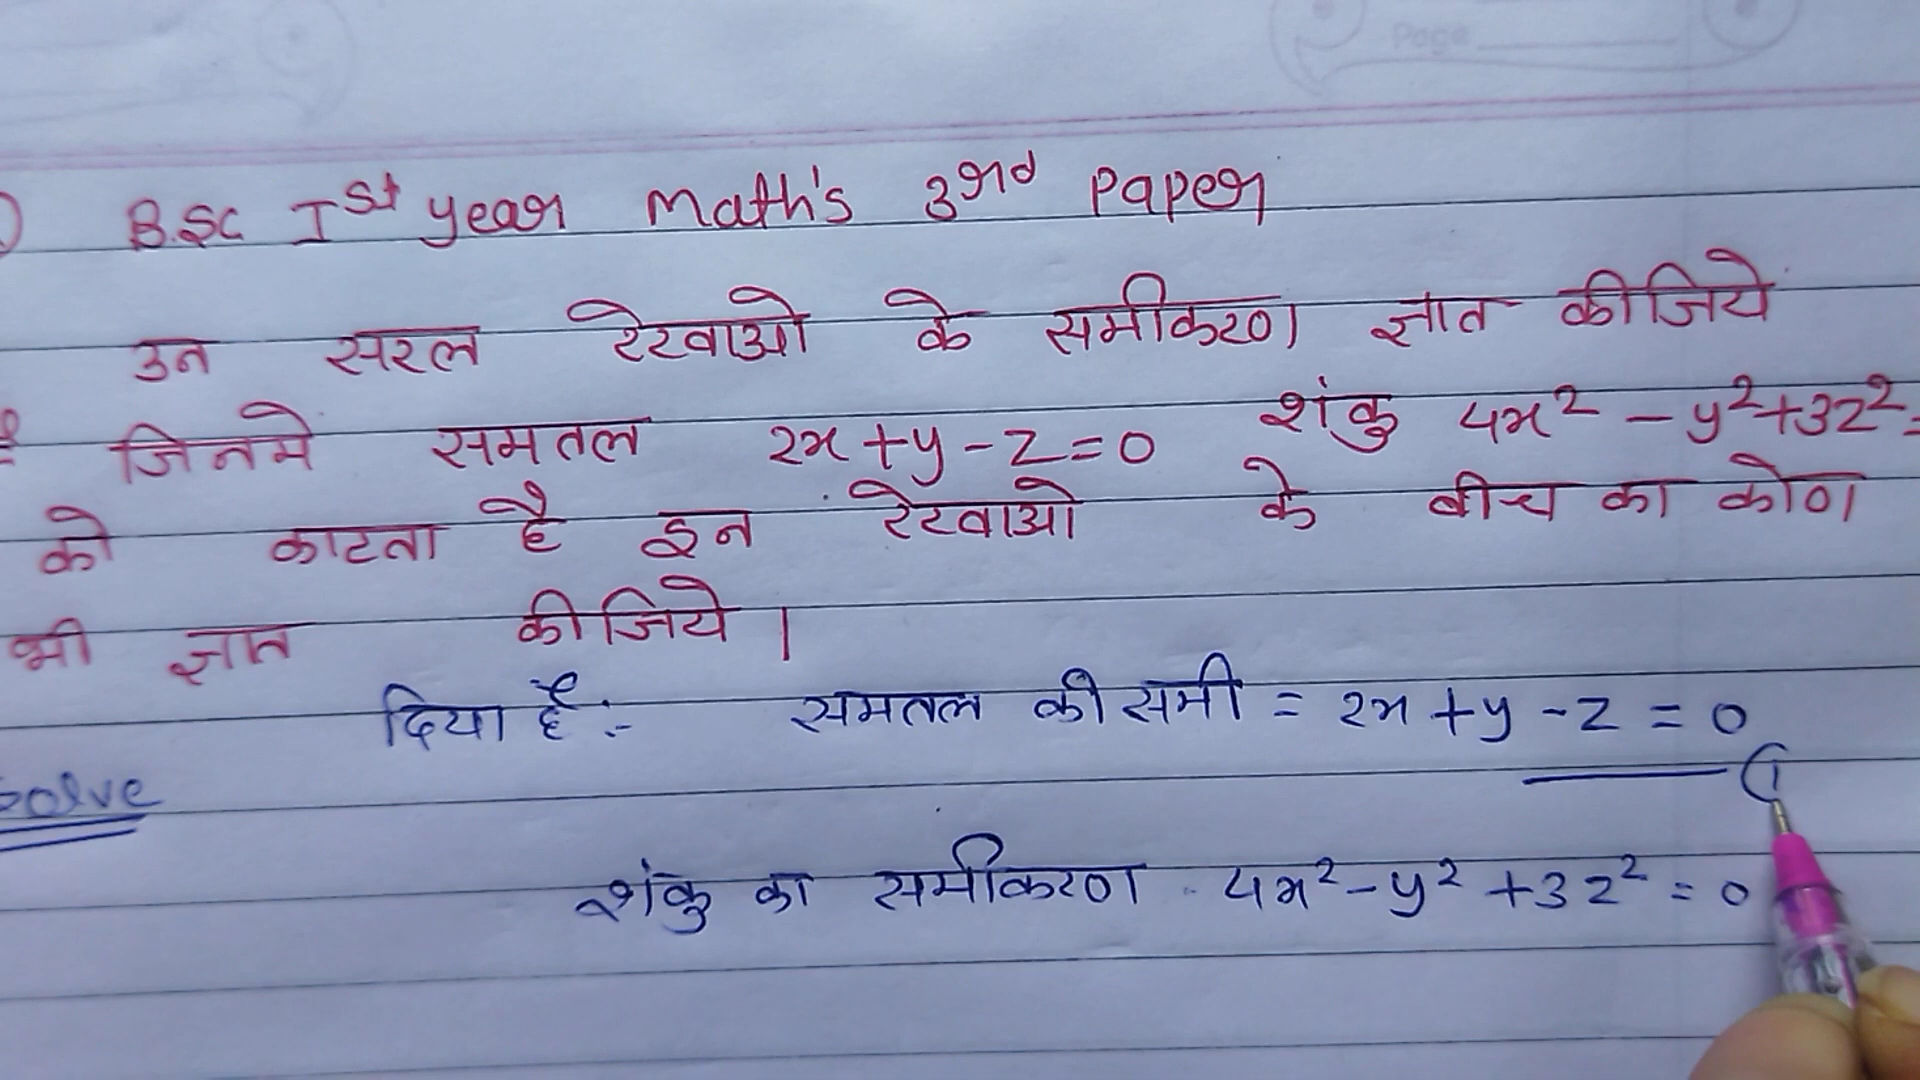 Page
B.Sc Ist year Math's 3rd Paper
उन सरल रेखाओ के समीकरण ज्ञात कीजिये
जिनमे समतल 2x+y-z=0 शंकु 4x²-y²+3z²=
को काटता है इन रेखाओ के बीच का कोण
भी ज्ञात कीजिये।
दिया है:- समतल की समी = 2x+y-z=0
Solve
शंकु का समीकरण 4x²-y²+3z²=0